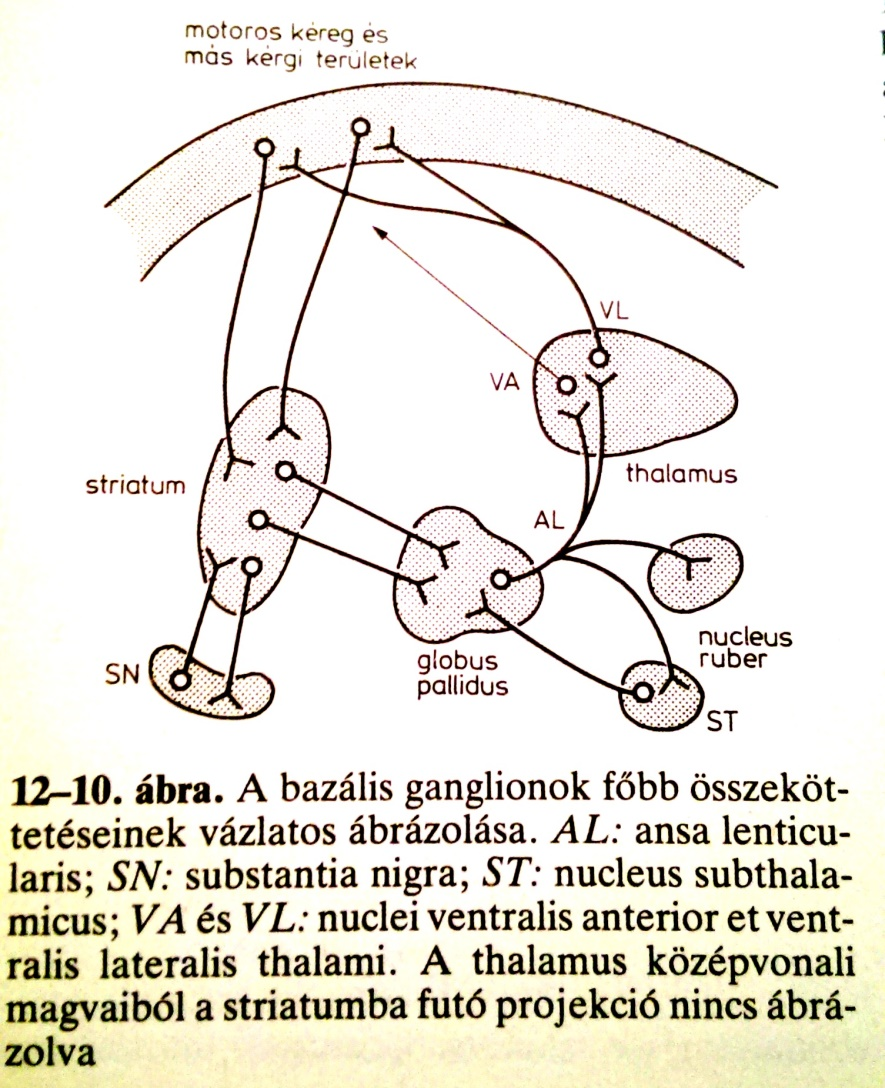 motoros kéreg és
más kérgi területek
VL
VA
thalamus
striatum
AL
nucleus
ruber
globus
pallidus
SN
ST
12–10. ábra. A bazális ganglionok főbb összeköt-
tetéseinek vázlatos ábrázolása. AL: ansa lenticu-
laris; SN: substantia nigra; ST: nucleus subthala-
micus; VA és VL: nuclei ventralis anterior et vent-
ralis lateralis thalami. A thalamus középvonali
magvaiból a striatumba futó projekció nincs ábrá-
zolva